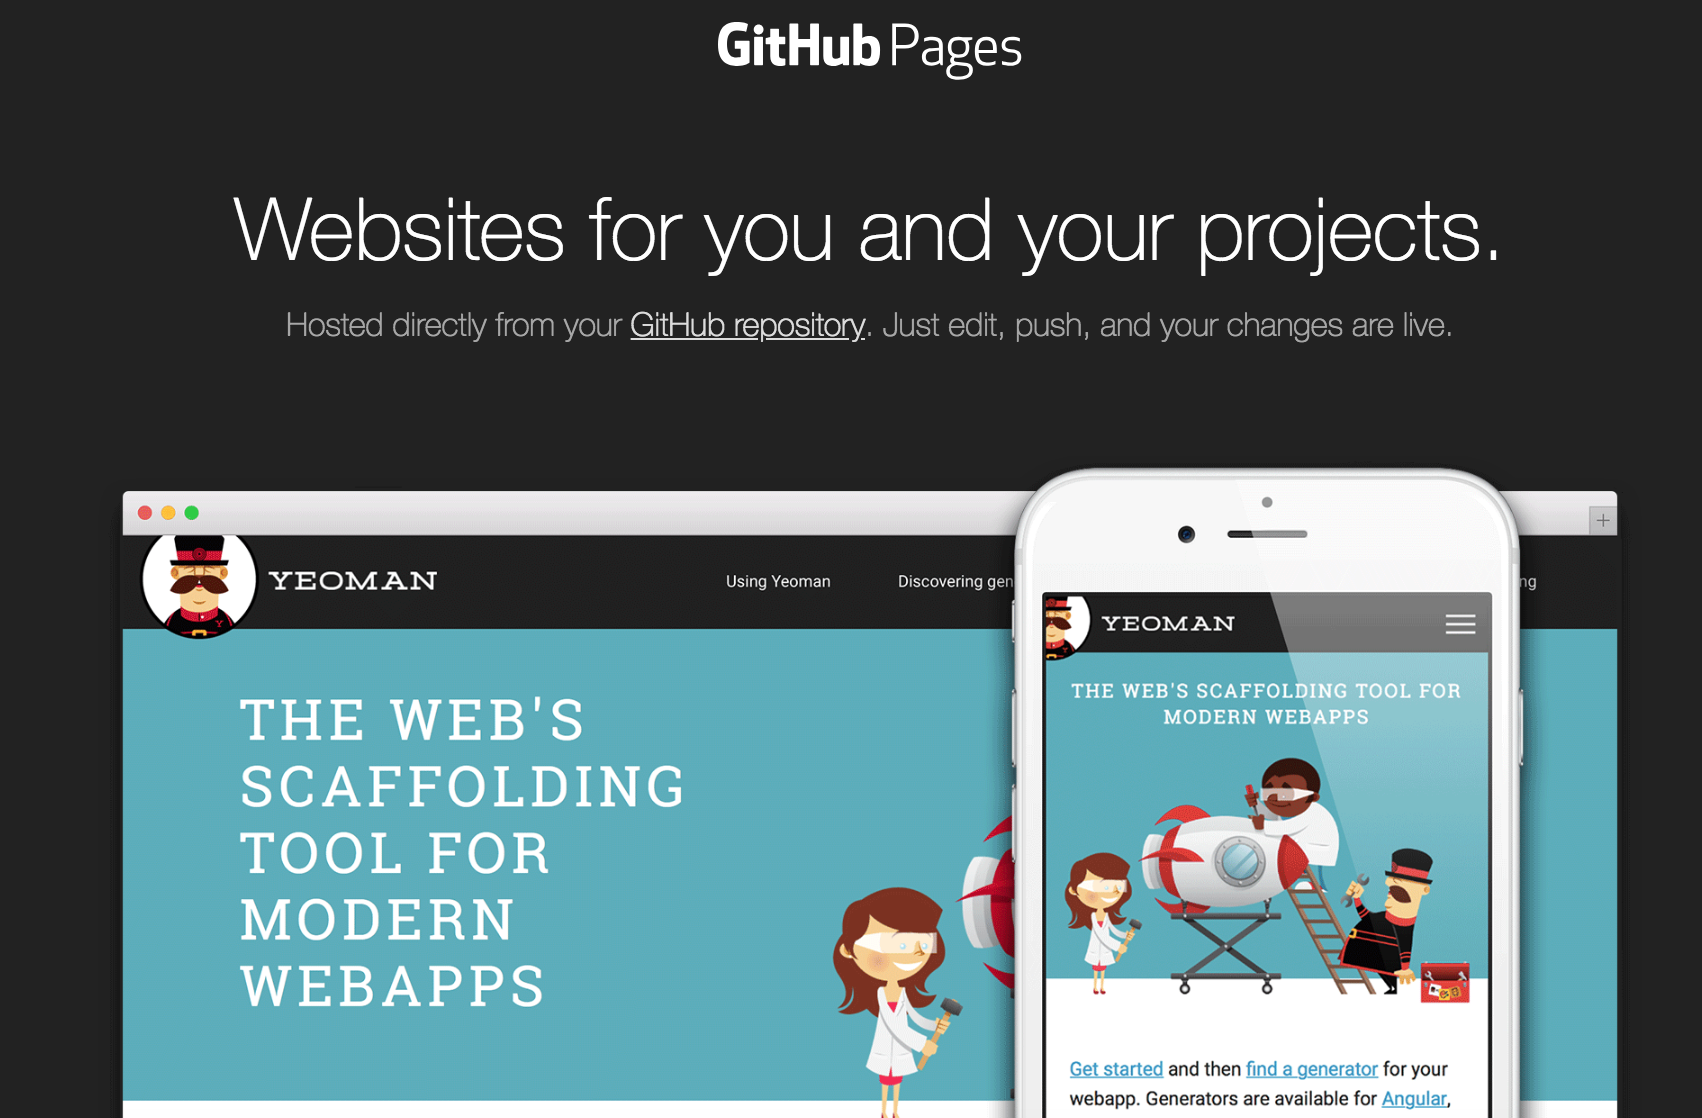 GitHub Pages
Websites for you and your projects.
Hosted directly from your GitHub repository. Just edit, push, and your changes are live.
YEOMAN
Using Yeoman
Discovering gen
ng
THE WEB'S
SCAFFOLDING
TOOL FOR
MODERN
WEBAPPS
YEOMAN
THE WEB'S SCAFFOLDING TOOL FOR
MODERN WEBAPPS
Get started and then find a generator for your
webapp. Generators are available for Angular,